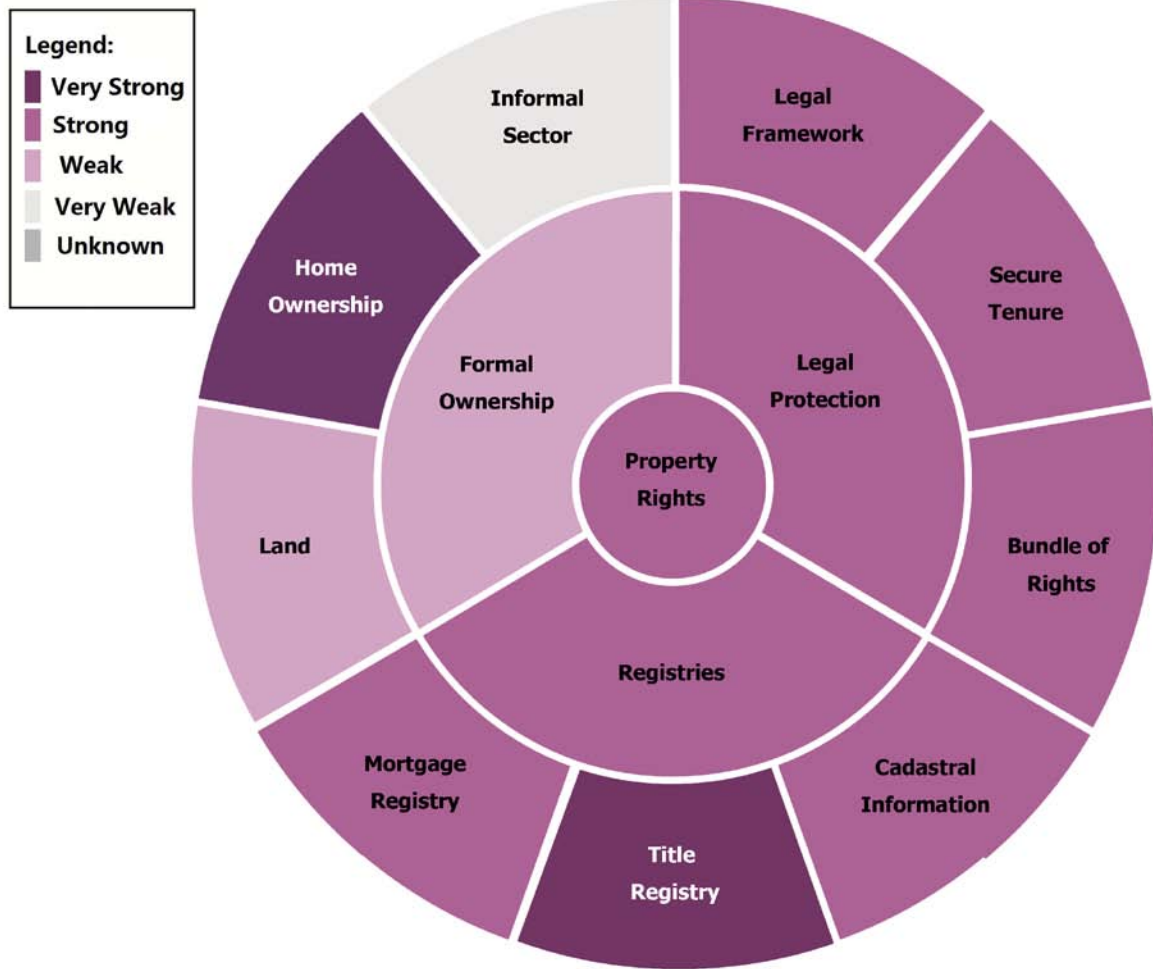 Legend:
Very Strong
Strong
Weak
Very Weak
Unknown
Informal
Sector
Legal
Framework
Home
Ownership
Secure
Tenure
Formal
Ownership
Legal
Protection
Property
Rights
Land
Bundle of
Rights
Registries
Mortgage
Registry
Cadastral
Information
Title
Registry